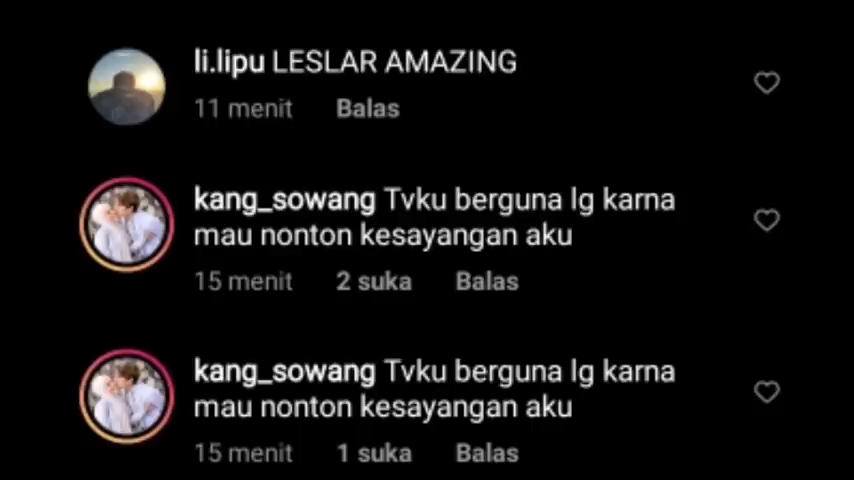 li.lipu LESLAR AMAZING
11 menit Balas
kang_sowang Tvku berguna lg karna
mau nonton kesayangan aku
15 menit 2 suka Balas
kang_sowang Tvku berguna lg karna
mau nonton kesayangan aku
15 menit 1 suka Balas